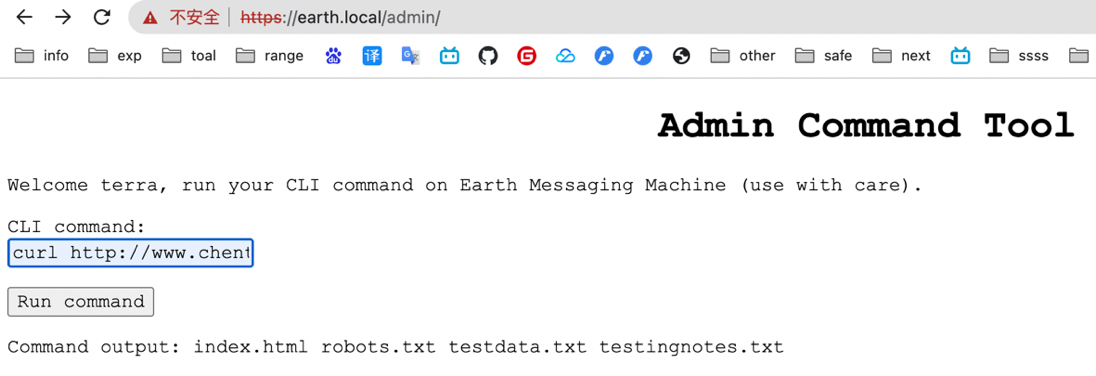 不安全 https://earth.local/admin/
info exp toal range du 译 other safe next ssss
Admin Command Tool
Welcome terra, run your CLI command on Earth Messaging Machine (use with care).
CLI command:
curl http://www.chent
Run command
Command output: index.html robots.txt testdata.txt testingnotes.txt